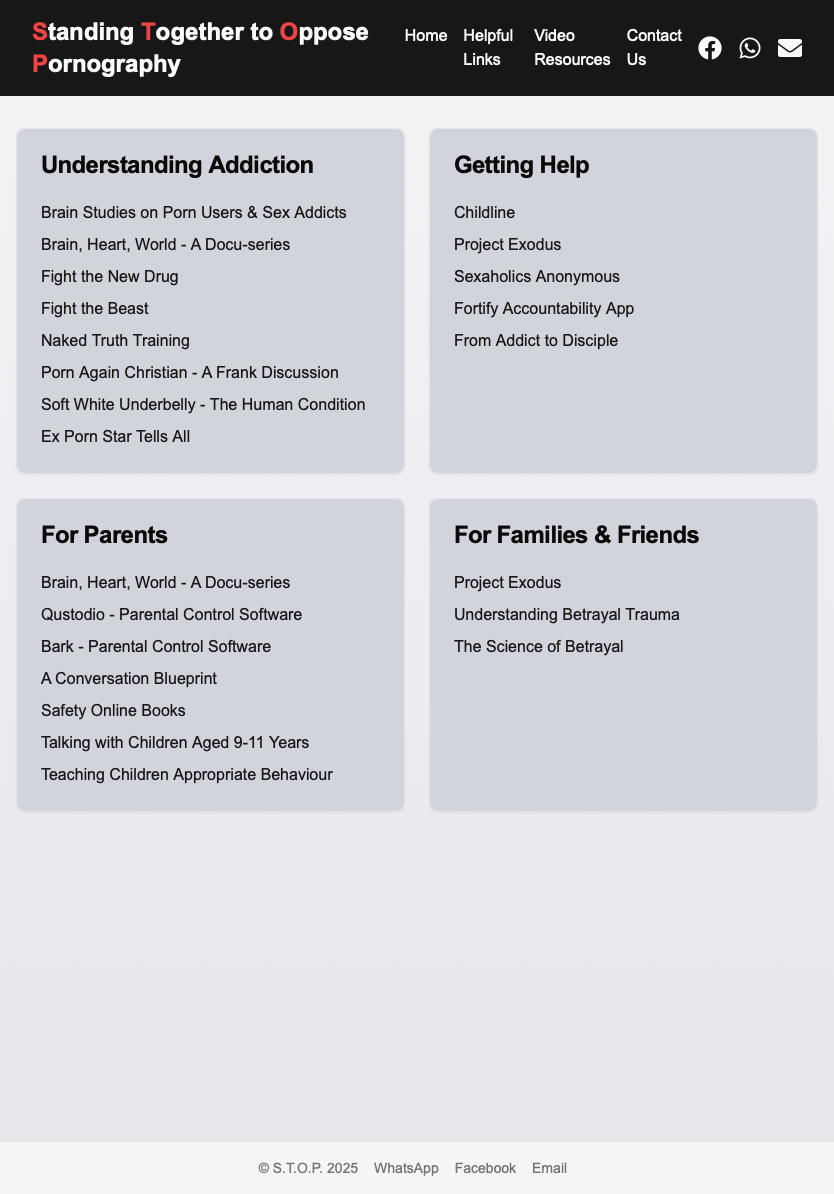 Standing Together to Oppose
Pornography
Home
Helpful
Links
Video
Resources
Contact
Us
Understanding Addiction
Brain Studies on Porn Users & Sex Addicts
Brain, Heart, World - A Docu-series
Fight the New Drug
Fight the Beast
Naked Truth Training
Porn Again Christian - A Frank Discussion
Soft White Underbelly - The Human Condition
Ex Porn Star Tells All
Getting Help
Childline
Project Exodus
Sexaholics Anonymous
Fortify Accountability App
From Addict to Disciple
For Parents
Brain, Heart, World - A Docu-series
Qustodio - Parental Control Software
Bark - Parental Control Software
A Conversation Blueprint
Safety Online Books
Talking with Children Aged 9-11 Years
Teaching Children Appropriate Behaviour
For Families & Friends
Project Exodus
Understanding Betrayal Trauma
The Science of Betrayal
© S.T.O.P. 2025 WhatsApp Facebook Email